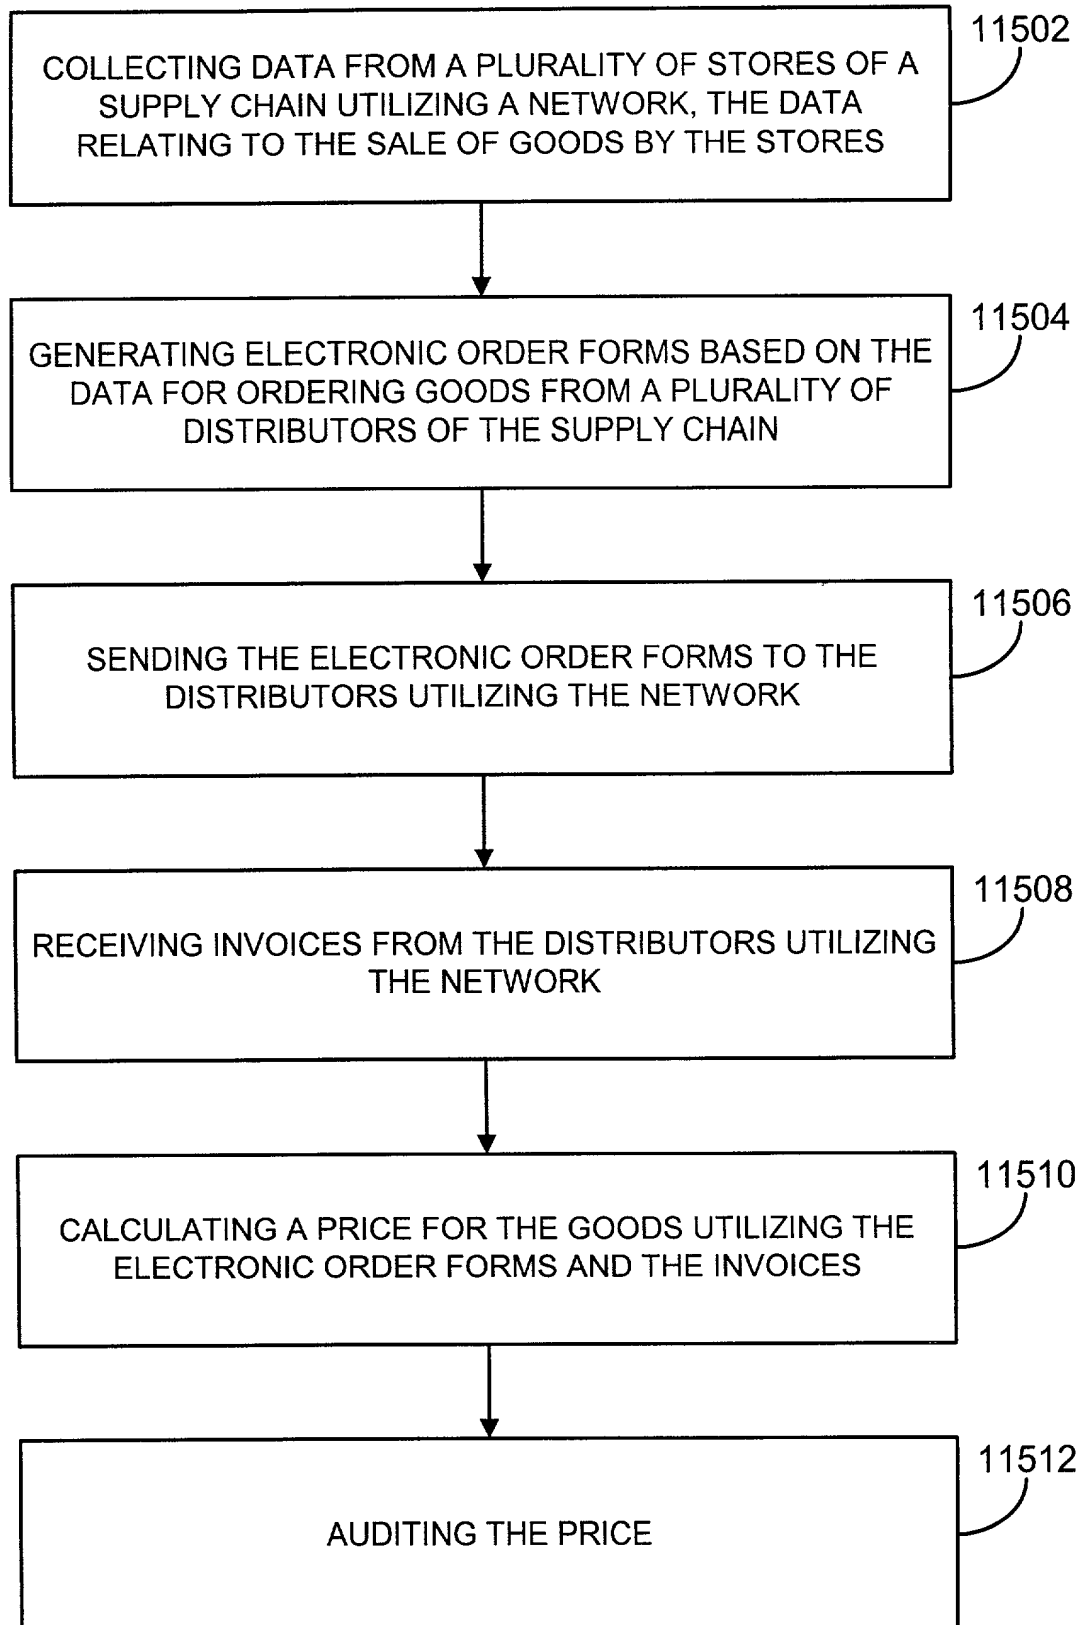 11502
COLLECTING DATA FROM A PLURALITY OF STORES OF A
SUPPLY CHAIN UTILIZING A NETWORK, THE DATA
RELATING TO THE SALE OF GOODS BY THE STORES
11504
GENERATING ELECTRONIC ORDER FORMS BASED ON THE
DATA FOR ORDERING GOODS FROM A PLURALITY OF
DISTRIBUTORS OF THE SUPPLY CHAIN
11506
SENDING THE ELECTRONIC ORDER FORMS TO THE
DISTRIBUTORS UTILIZING THE NETWORK
11508
RECEIVING INVOICES FROM THE DISTRIBUTORS UTILIZING
THE NETWORK
11510
CALCULATING A PRICE FOR THE GOODS UTILIZING THE
ELECTRONIC ORDER FORMS AND THE INVOICES
11512
AUDITING THE PRICE